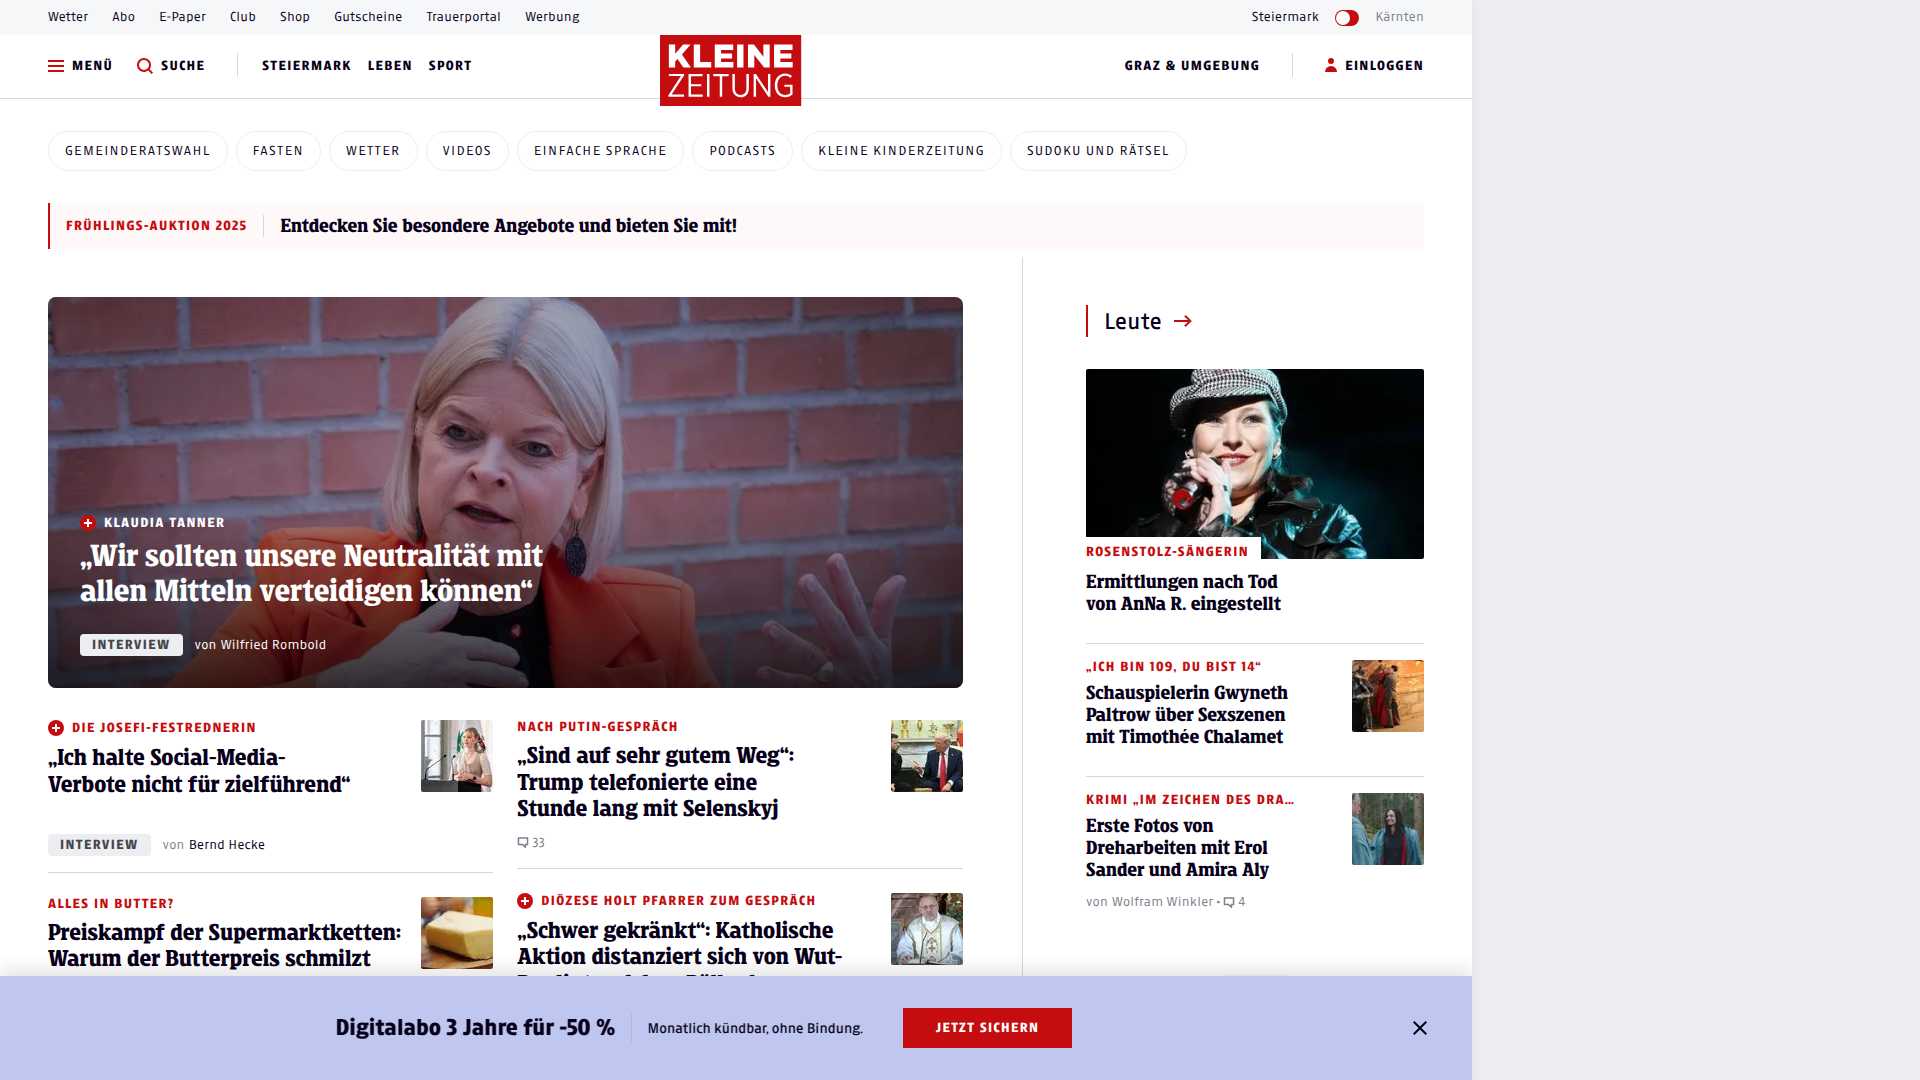 Wetter Abo E-Paper Club Shop Gutscheine Trauerportal Werbung Steiermark Kärnten
MENÜ SUCHE STEIERMARK LEBEN SPORT KLEINE ZEITUNG GRAZ & UMGEBUNG EINLOGGEN
GEMEINDERATSWAHL FASTEN WETTER VIDEOS EINFACHE SPRACHE PODCASTS KLEINE KINDERZEITUNG SUDOKU UND RÄTSEL
FRÜHLINGS-AUKTION 2025 Entdecken Sie besondere Angebote und bieten Sie mit!
KLAUDIA TANNER
„Wir sollten unsere Neutralität mit
allen Mitteln verteidigen können“
INTERVIEW von Wilfried Rombold
DIE JOSEFI-FESTREDNERIN
„Ich halte Social-Media-
Verbote nicht für zielführend“
INTERVIEW von Bernd Hecke
ALLES IN BUTTER?
Preiskampf der Supermarktketten:
Warum der Butterpreis schmilzt
NACH PUTIN-GESPRÄCH
„Sind auf sehr gutem Weg“:
Trump telefonierte eine
Stunde lang mit Selenskyj
33
DIÖZESE HOLT PFARRER ZUM GESPRÄCH
„Schwer gekränkt“: Katholische
Aktion distanziert sich von Wut-
Leute
ROSENSTOLZ-SÄNGERIN
Ermittlungen nach Tod
von AnNa R. eingestellt
„ICH BIN 109, DU BIST 14“
Schauspielerin Gwyneth
Paltrow über Sexszenen
mit Timothée Chalamet
KRIMI „IM ZEICHEN DES DRA…
Erste Fotos von
Dreharbeiten mit Erol
Sander und Amira Aly
von Wolfram Winkler • 4
Digitalabo 3 Jahre für -50 % Monatlich kündbar, ohne Bindung. JETZT SICHERN